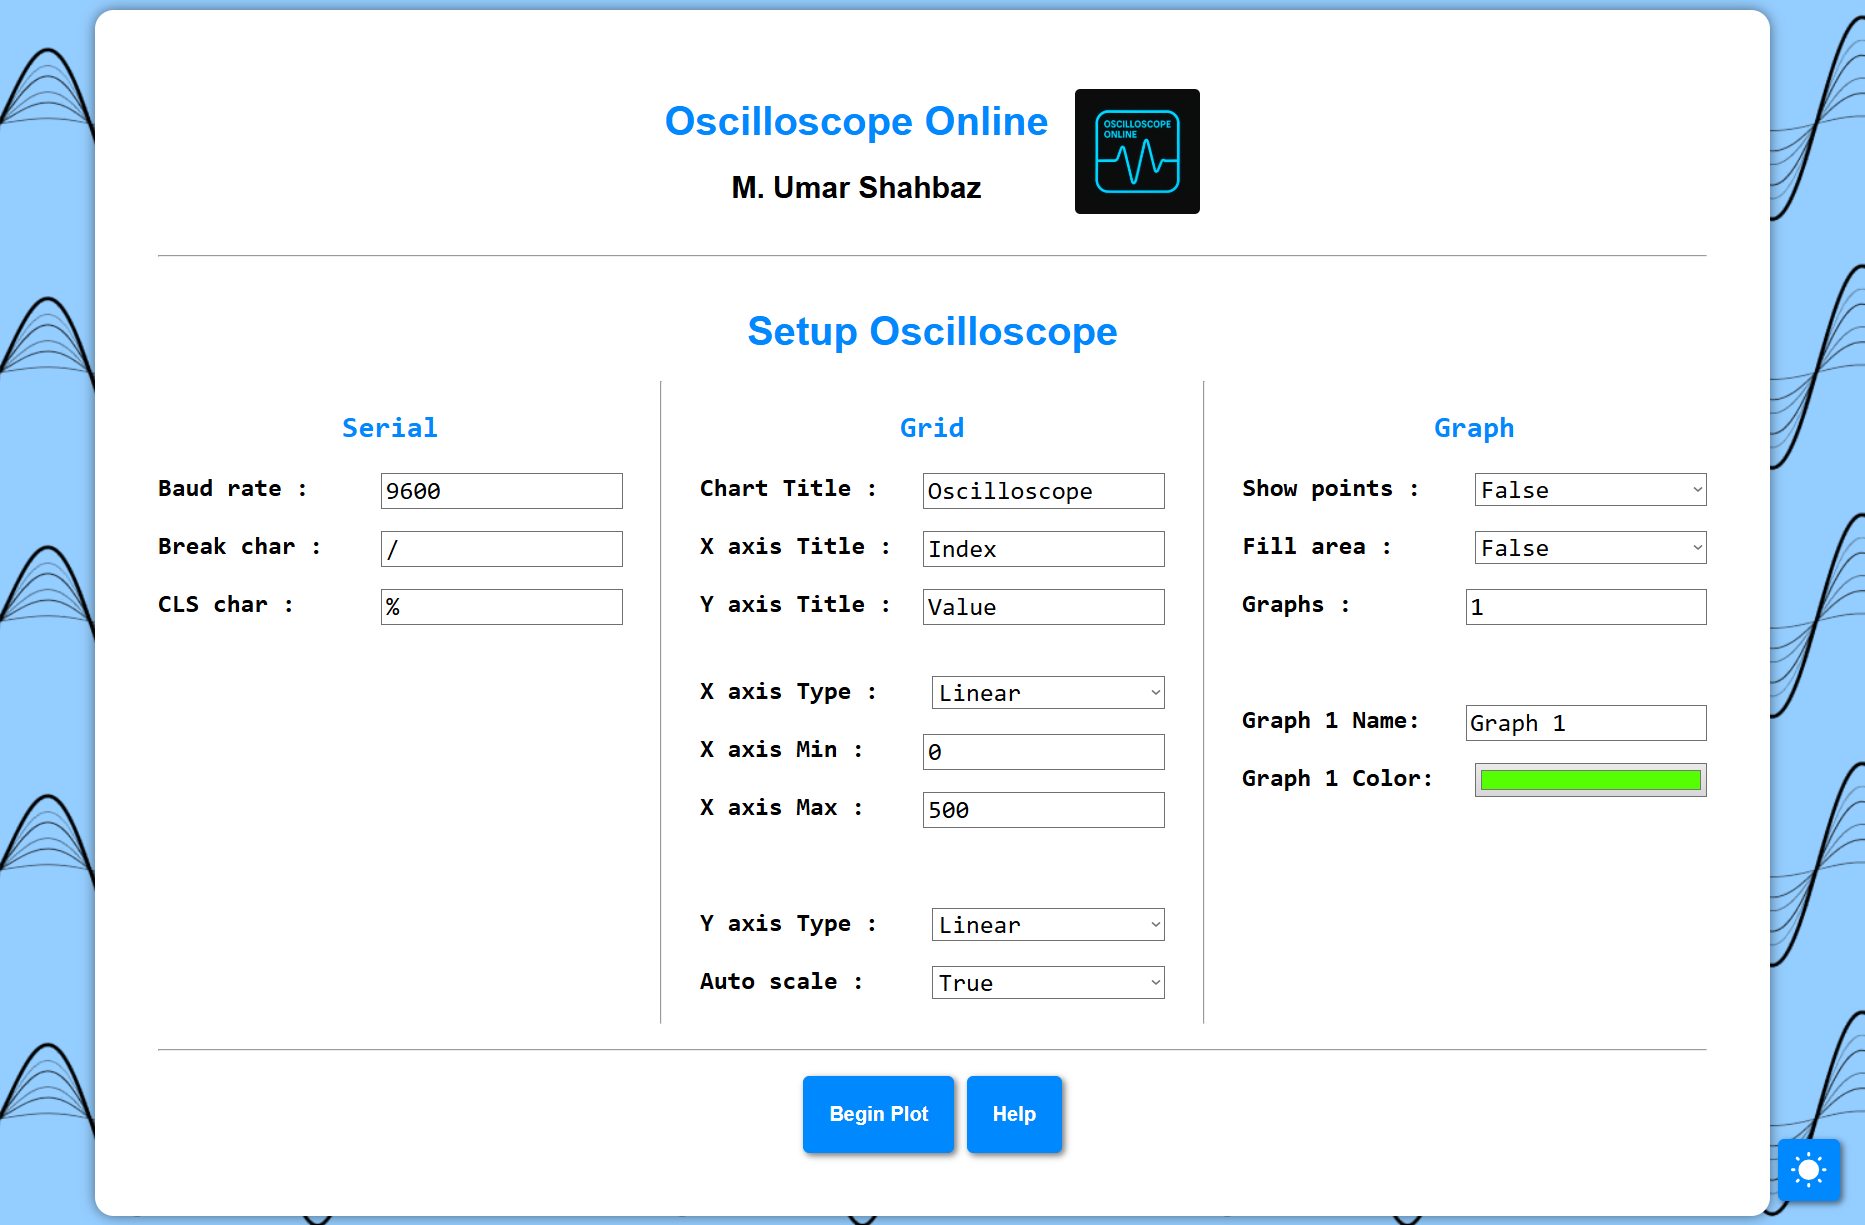 Oscilloscope Online
M. Umar Shahbaz
OSCILLOSCOPE
ONLINE
Setup Oscilloscope
Serial
Baud rate : 9600
Break char : /
CLS char : %
Grid
Chart Title : Oscilloscope
X axis Title : Index
Y axis Title : Value
X axis Type : Linear
X axis Min : 0
X axis Max : 500
Y axis Type : Linear
Auto scale : True
Graph
Show points : False
Fill area : False
Graphs : 1
Graph 1 Name: Graph 1
Graph 1 Color:
Begin Plot
Help